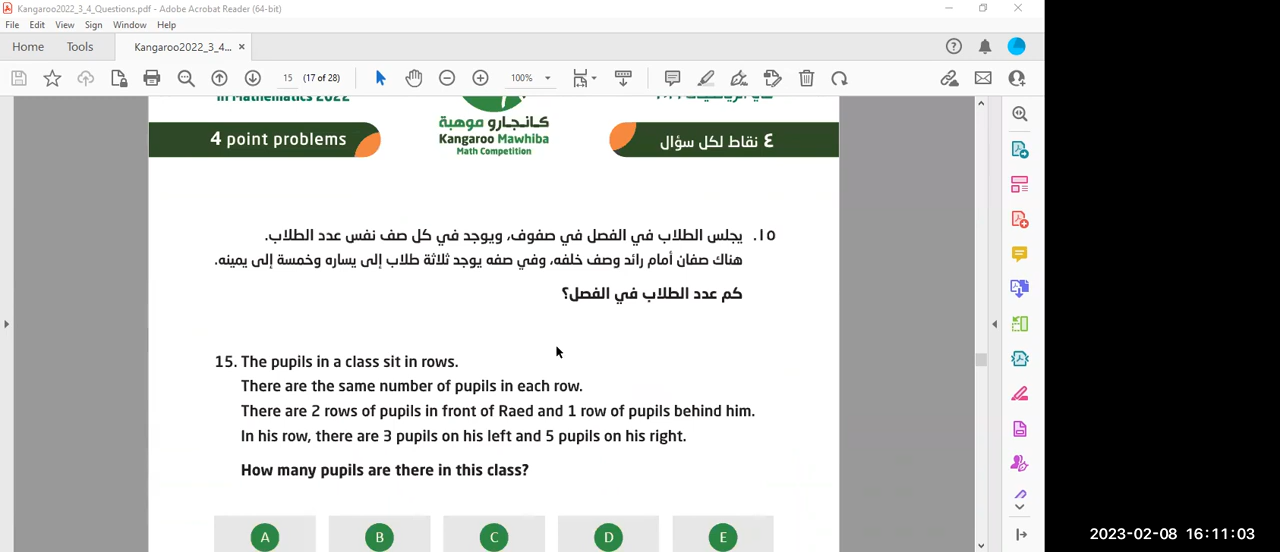 Kangaroo2022_3_4_Questions.pdf - Adobe Acrobat Reader (64-bit)
File Edit View Sign Window Help
Home Tools Kangaroo2022_3_4... ×
15 (17 of 28) 100%
in Mathematics 2022
في الرياضيات ٢٠٢٢
كانجارو موهبة
Kangaroo Mawhiba
Math Competition
4 point problems
٤ نقاط لكل سؤال
١٥. يجلس الطلاب في الفصل في صفوف، ويوجد في كل صف نفس عدد الطلاب.
هناك صفان أمام رائد وصف خلفه، وفي صفه يوجد ثلاثة طلاب إلى يساره وخمسة إلى يمينه.
كم عدد الطلاب في الفصل؟
15. The pupils in a class sit in rows.
There are the same number of pupils in each row.
There are 2 rows of pupils in front of Raed and 1 row of pupils behind him.
In his row, there are 3 pupils on his left and 5 pupils on his right.
How many pupils are there in this class?
A B C D E
2023-02-08 16:11:03